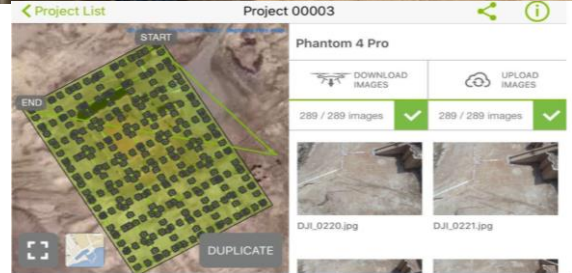 Project List
Project 00003
START
Phantom 4 Pro
DOWNLOAD
IMAGES
UPLOAD
IMAGES
END
289 / 289 images
289 / 289 images
DJI_0220.jpg
DJI_0221.jpg
DUPLICATE